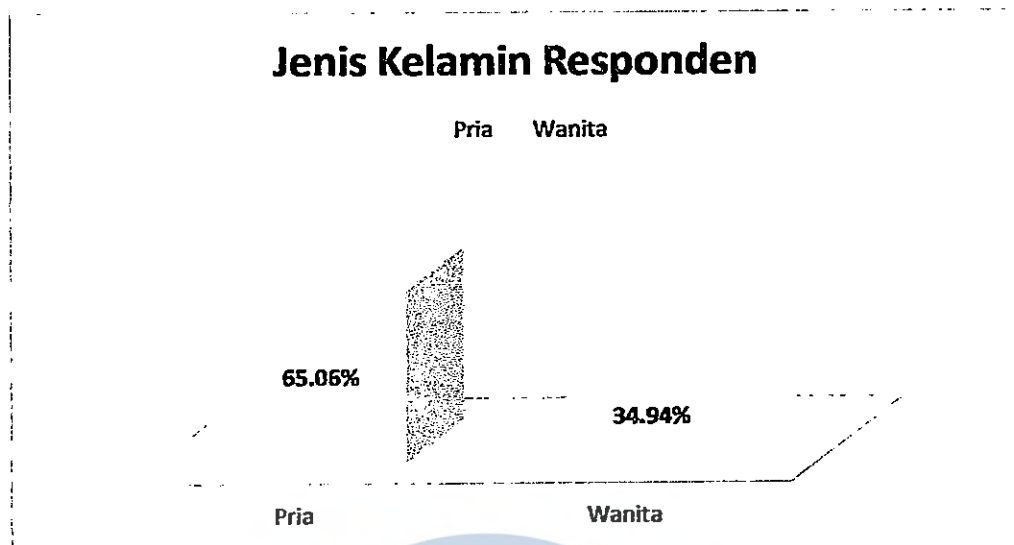 Jenis Kelamin Responden
Pria Wanita
65.06%
34.94%
Pria Wanita